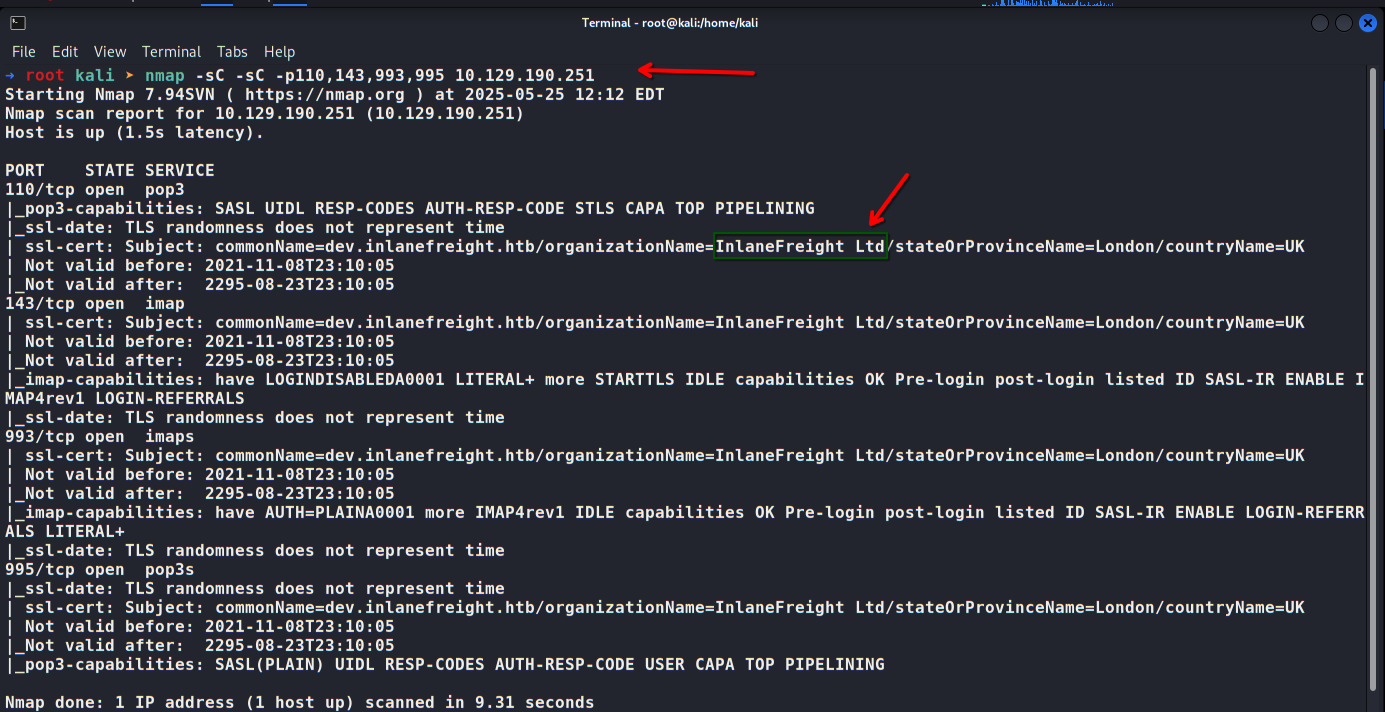 Terminal - root@kali:/home/kali
File Edit View Terminal Tabs Help
→ root kali ➤ nmap -sC -sC -p110,143,993,995 10.129.190.251
Starting Nmap 7.94SVN ( https://nmap.org ) at 2025-05-25 12:12 EDT
Nmap scan report for 10.129.190.251 (10.129.190.251)
Host is up (1.5s latency).

PORT    STATE SERVICE
110/tcp open  pop3
|_pop3-capabilities: SASL UIDL RESP-CODES AUTH-RESP-CODE STLS CAPA TOP PIPELINING
|_ssl-date: TLS randomness does not represent time
| ssl-cert: Subject: commonName=dev.inlanefreight.htb/organizationName=InlaneFreight Ltd/stateOrProvinceName=London/countryName=UK
| Not valid before: 2021-11-08T23:10:05
|_Not valid after:  2295-08-23T23:10:05
143/tcp open  imap
| ssl-cert: Subject: commonName=dev.inlanefreight.htb/organizationName=InlaneFreight Ltd/stateOrProvinceName=London/countryName=UK
| Not valid before: 2021-11-08T23:10:05
|_Not valid after:  2295-08-23T23:10:05
|_imap-capabilities: have LOGINDISABLEDA0001 LITERAL+ more STARTTLS IDLE capabilities OK Pre-login post-login listed ID SASL-IR ENABLE I
MAP4rev1 LOGIN-REFERRALS
|_ssl-date: TLS randomness does not represent time
993/tcp open  imaps
| ssl-cert: Subject: commonName=dev.inlanefreight.htb/organizationName=InlaneFreight Ltd/stateOrProvinceName=London/countryName=UK
| Not valid before: 2021-11-08T23:10:05
|_Not valid after:  2295-08-23T23:10:05
|_imap-capabilities: have AUTH=PLAINA0001 more IMAP4rev1 IDLE capabilities OK Pre-login post-login listed ID SASL-IR ENABLE LOGIN-REFERR
ALS LITERAL+
|_ssl-date: TLS randomness does not represent time
995/tcp open  pop3s
|_ssl-date: TLS randomness does not represent time
| ssl-cert: Subject: commonName=dev.inlanefreight.htb/organizationName=InlaneFreight Ltd/stateOrProvinceName=London/countryName=UK
| Not valid before: 2021-11-08T23:10:05
|_Not valid after:  2295-08-23T23:10:05
|_pop3-capabilities: SASL(PLAIN) UIDL RESP-CODES AUTH-RESP-CODE USER CAPA TOP PIPELINING

Nmap done: 1 IP address (1 host up) scanned in 9.31 seconds